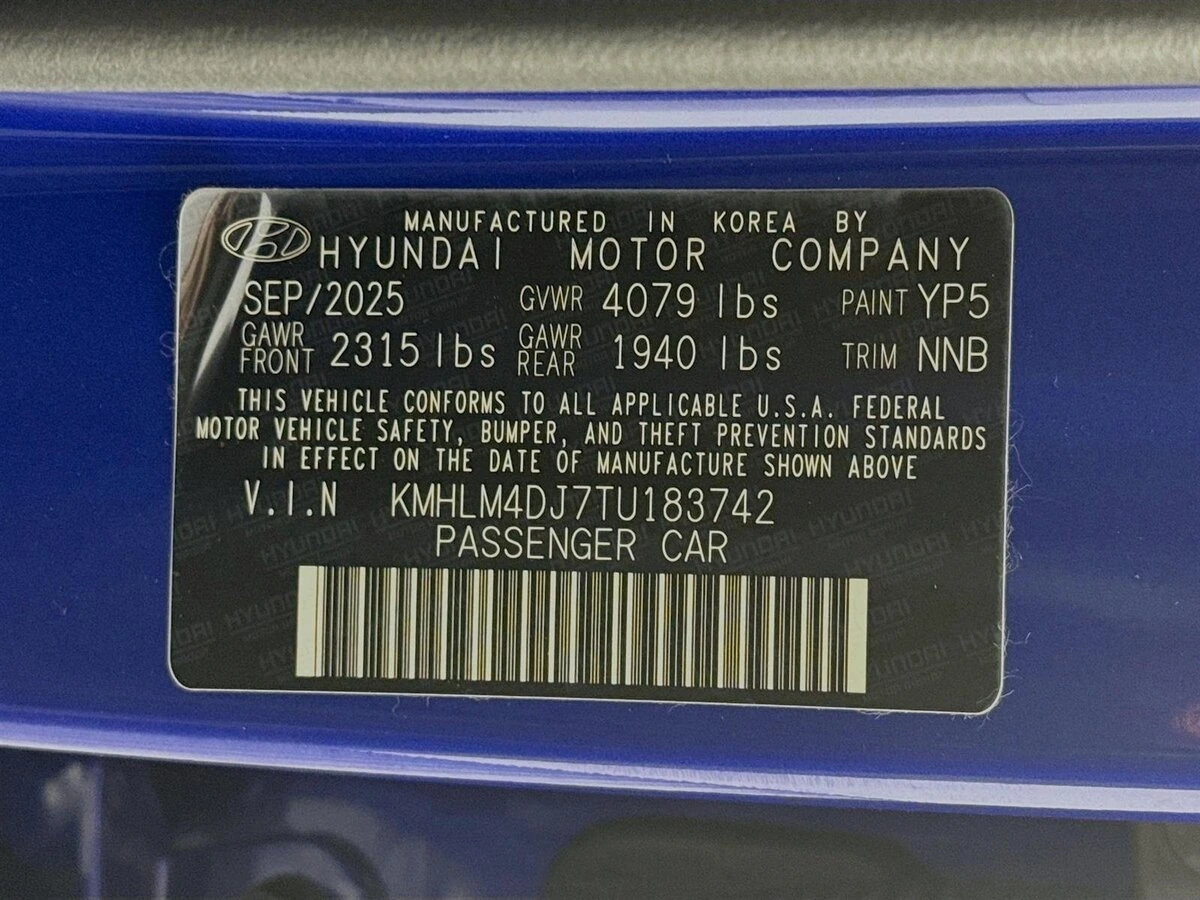 MANUFACTURED IN KOREA BY
HYUNDAI MOTOR COMPANY
SEP/2025 GVWR 4079 lbs PAINT YP5
GAWR FRONT 2315 lbs GAWR REAR 1940 lbs TRIM NNB
THIS VEHICLE CONFORMS TO ALL APPLICABLE U.S.A. FEDERAL
MOTOR VEHICLE SAFETY, BUMPER, AND THEFT PREVENTION STANDARDS
IN EFFECT ON THE DATE OF MANUFACTURE SHOWN ABOVE
V.I.N KMHLM4DJ7TU183742
PASSENGER CAR